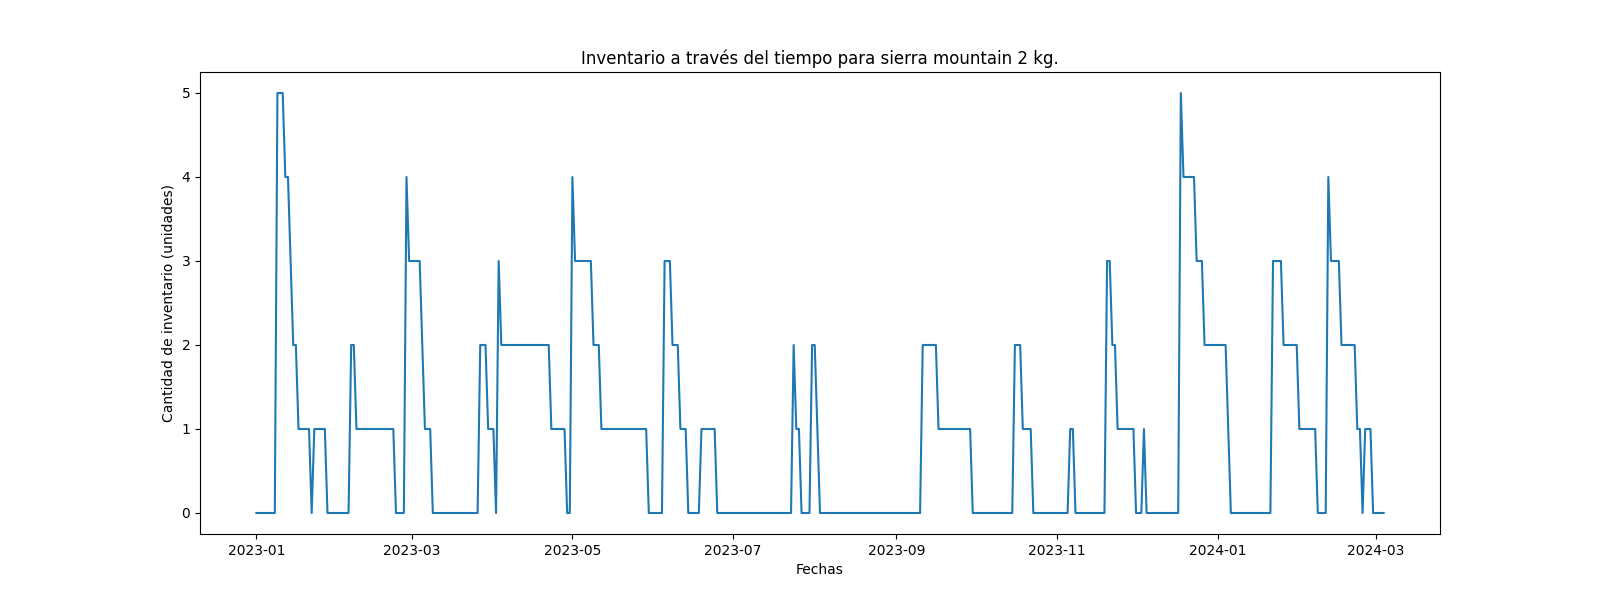 Inventario a través del tiempo para sierra mountain 2 kg.
Cantidad de inventario (unidades)
5
4
3
2
1
0
2023-01 2023-03 2023-05 2023-07 2023-09 2023-11 2024-01 2024-03
Fechas